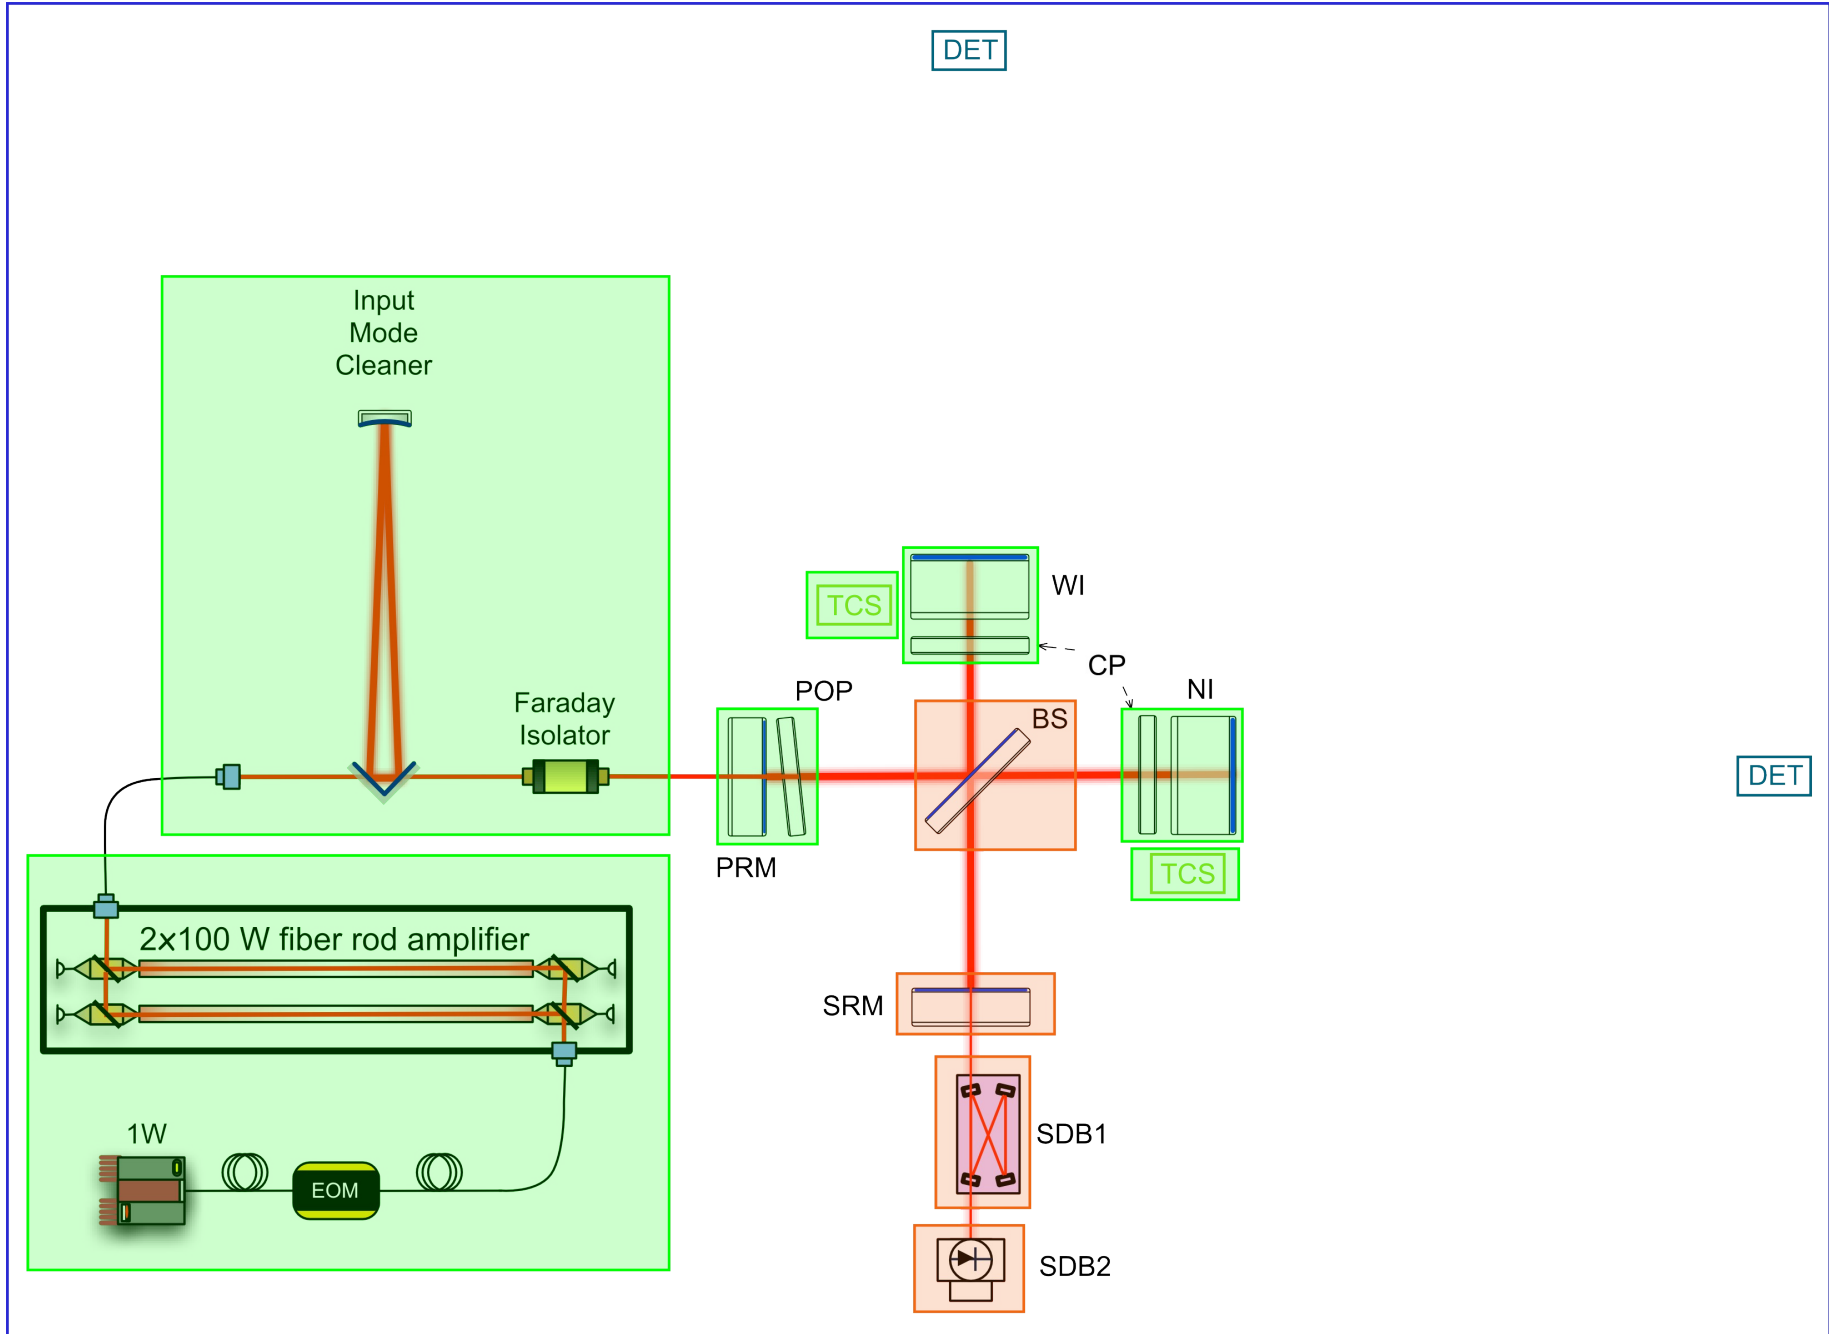 DET
Input
Mode
Cleaner
WI
TCS
CP
NI
POP
Faraday
Isolator
BS
DET
PRM
TCS
2x100 W fiber rod amplifier
SRM
1W
SDB1
EOM
SDB2